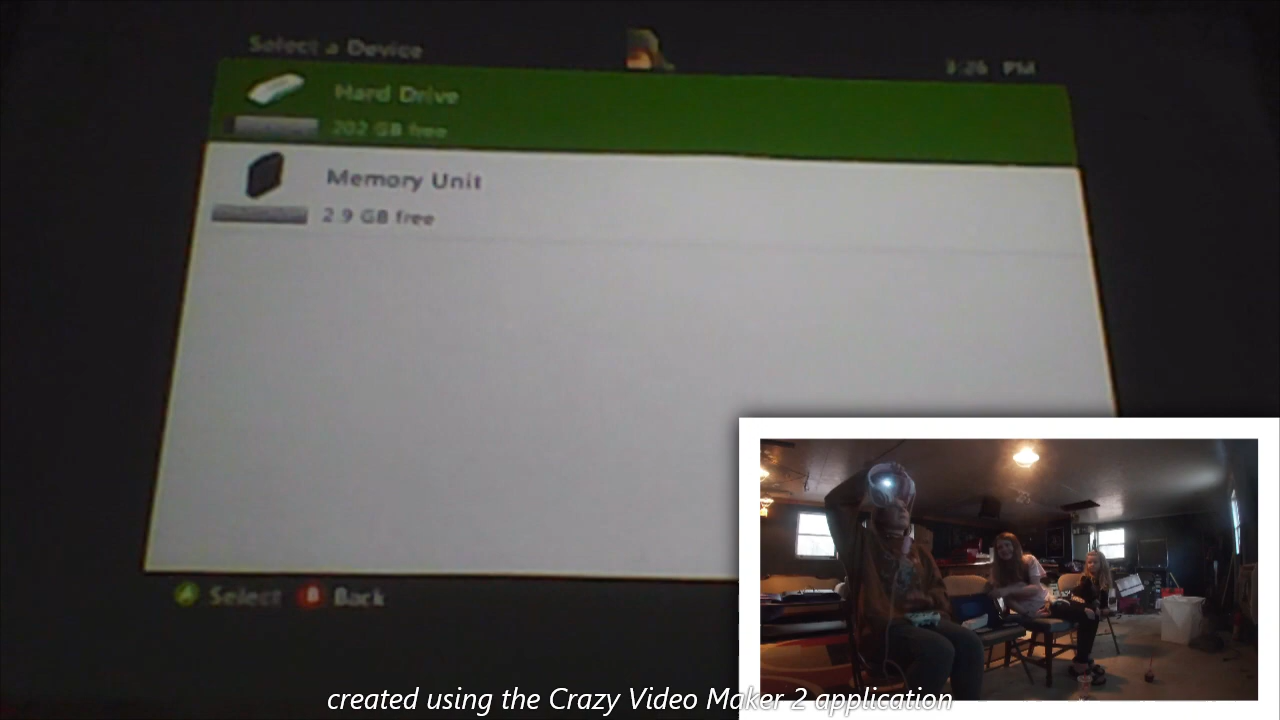 Select a Device
3:26 PM
Hard Drive
202 GB free
Memory Unit
2.9 GB free
A Select B Back
created using the Crazy Video Maker 2 application